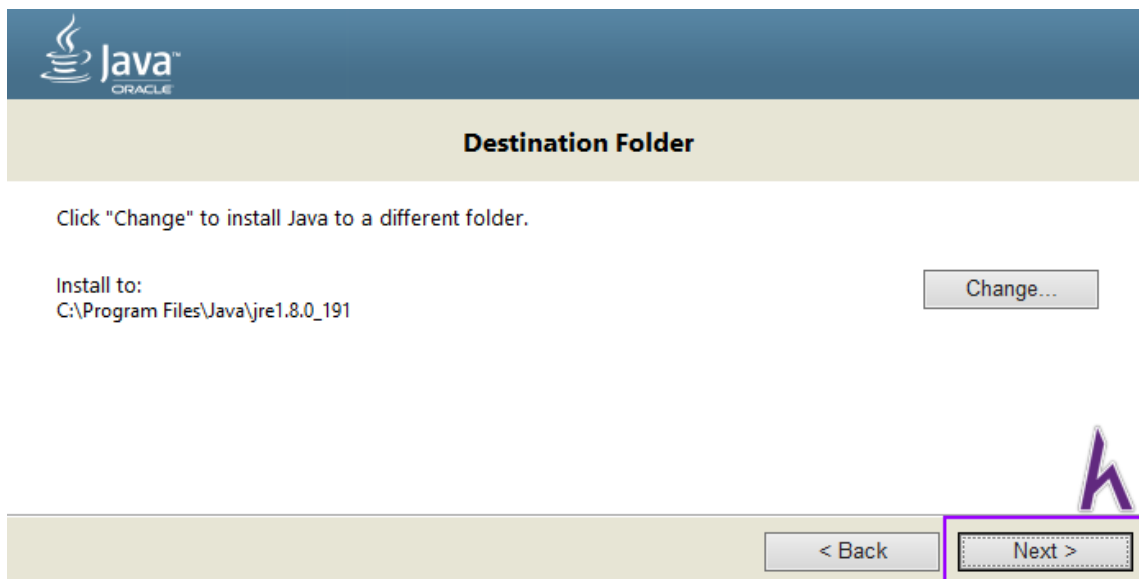 Java™
ORACLE
Destination Folder
Click "Change" to install Java to a different folder.
Install to:
C:\Program Files\Java\jre1.8.0_191
Change...
h
< Back
Next >